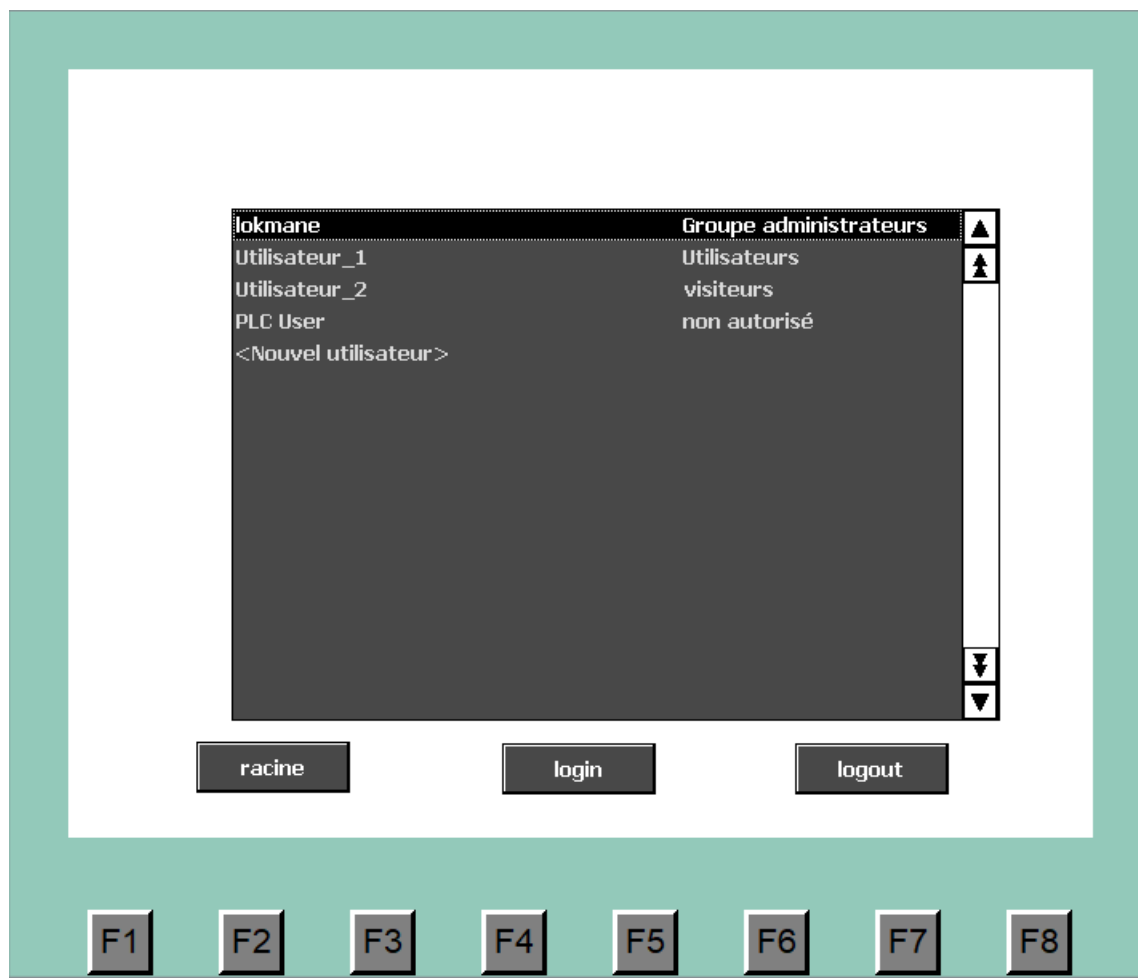 lokmane Groupe administrateurs
Utilisateur_1 Utilisateurs
Utilisateur_2 visiteurs
PLC User non autorisé
<Nouvel utilisateur>
racine login logout
F1 F2 F3 F4 F5 F6 F7 F8